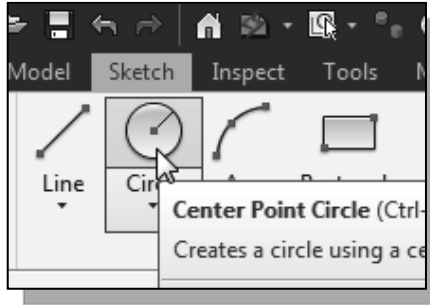 Model Sketch Inspect Tools
Line
Center Point Circle (Ctrl-
Creates a circle using a ce